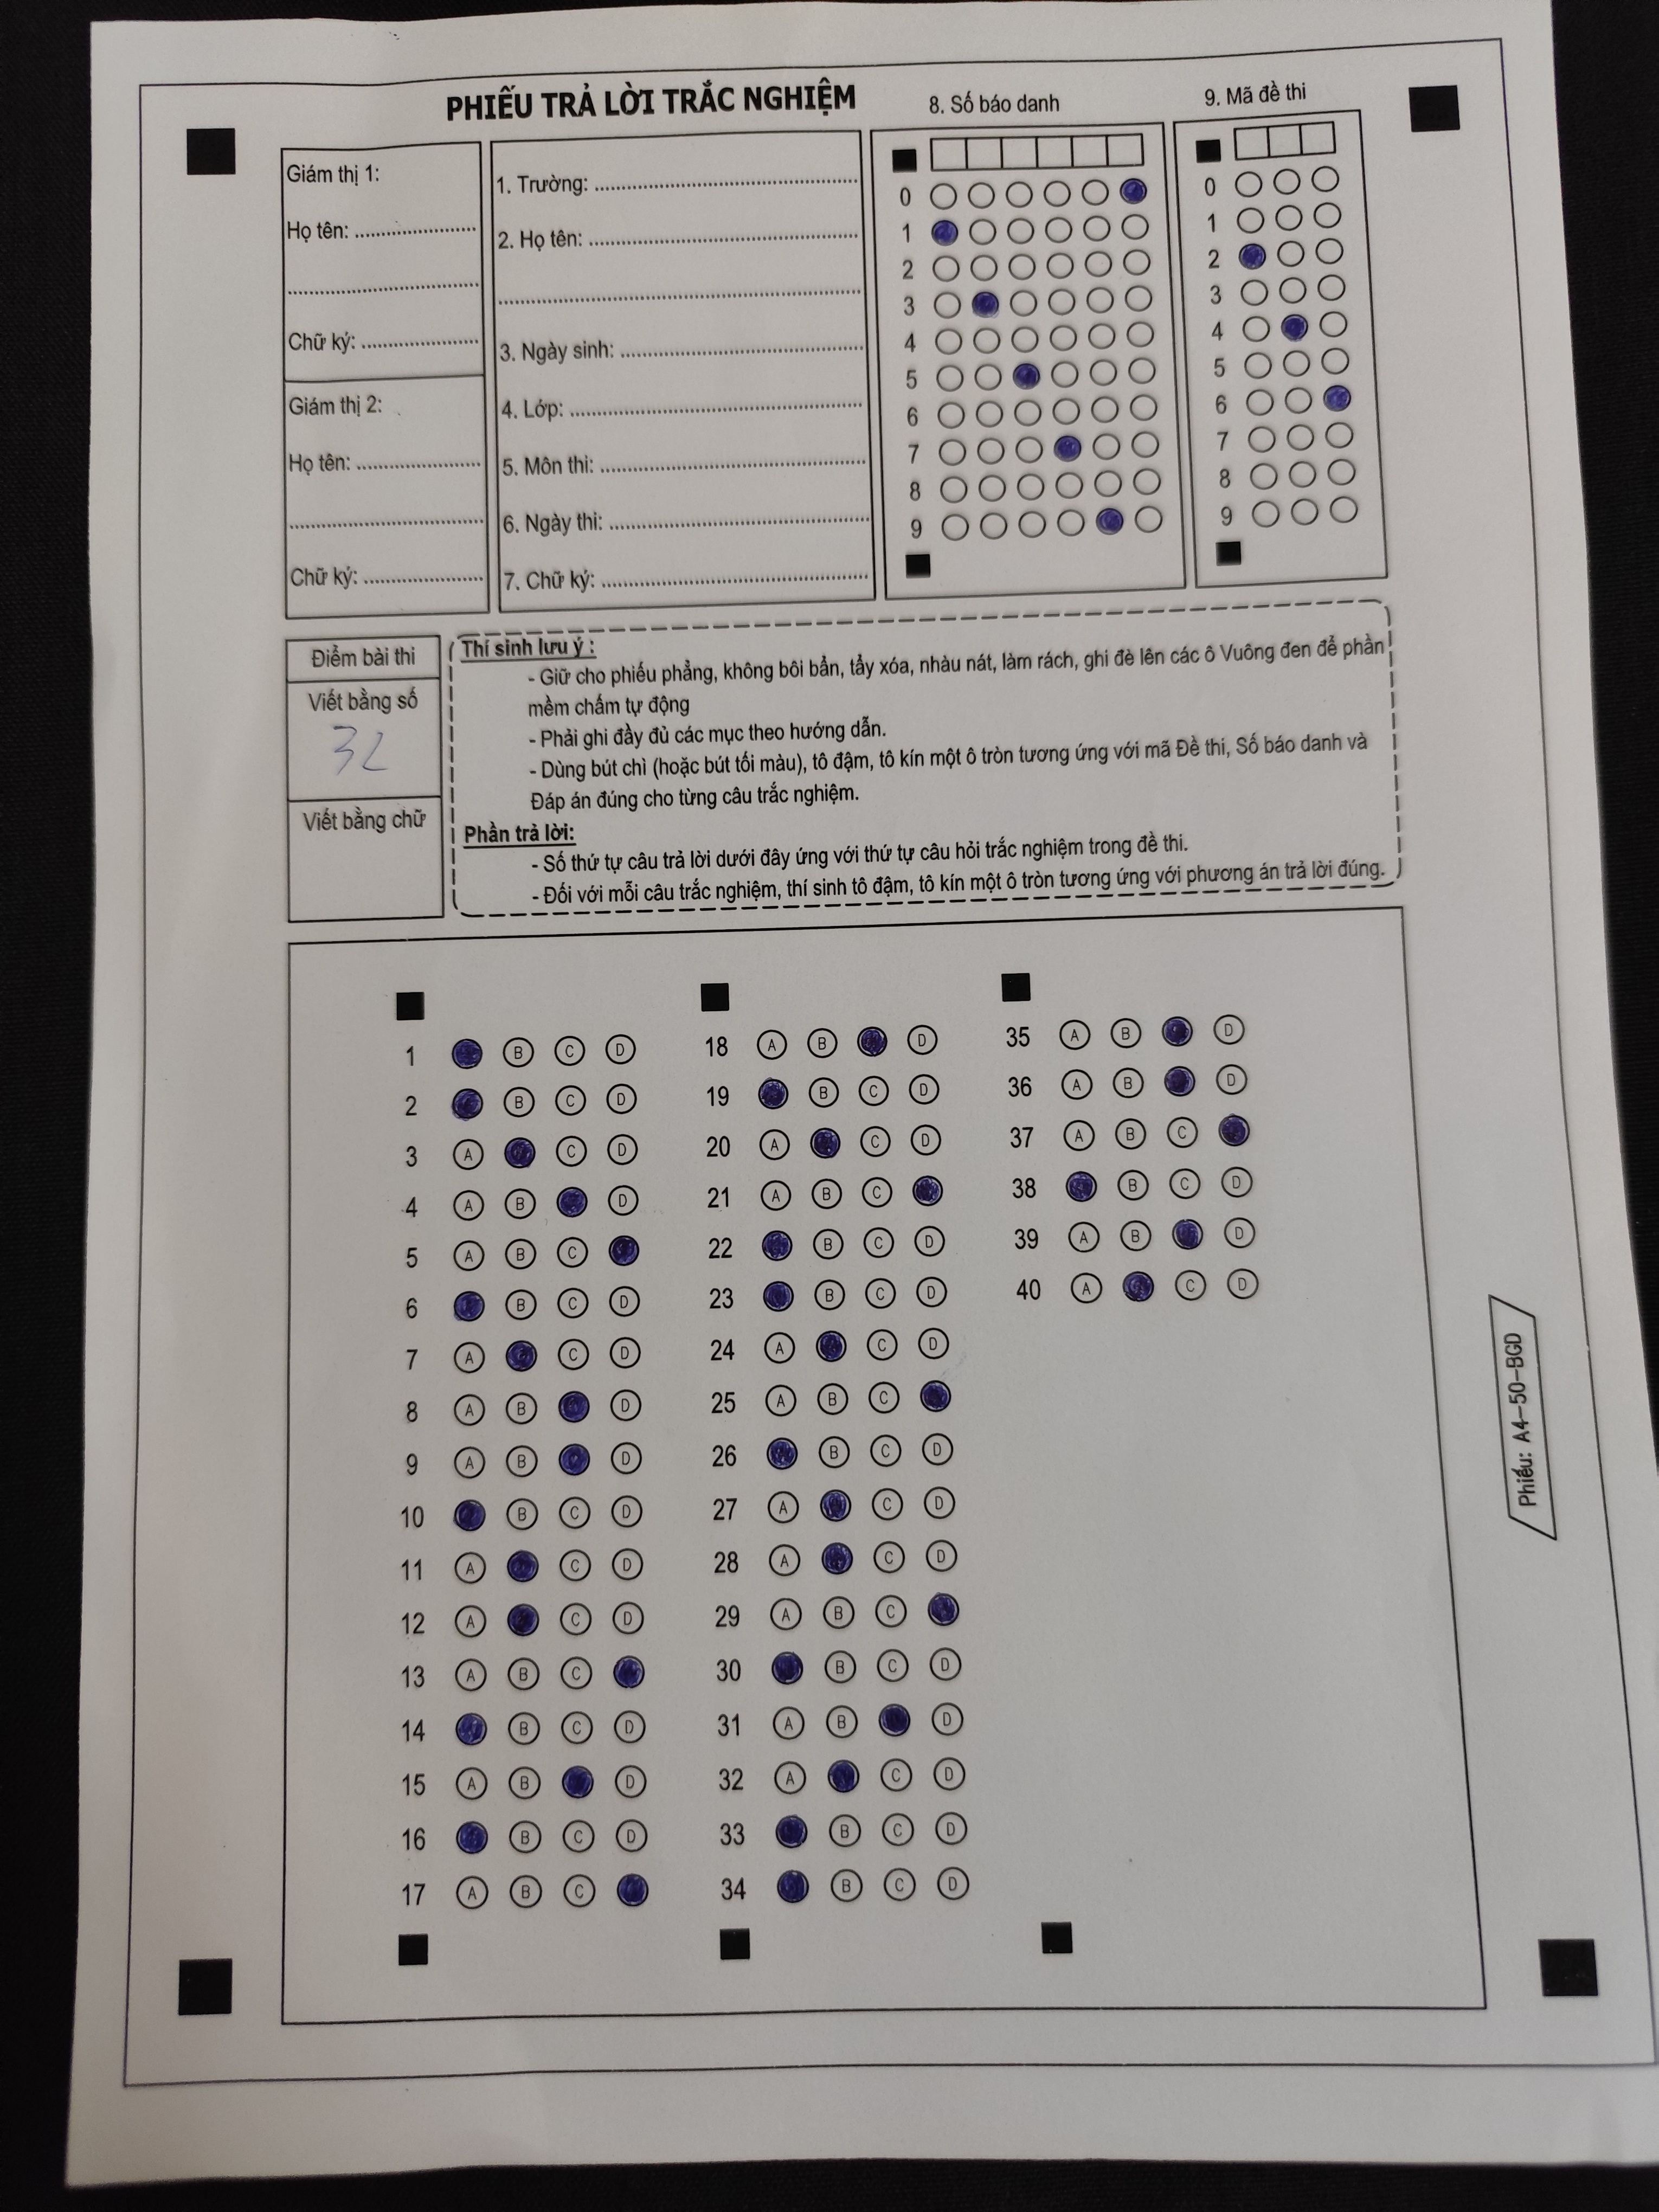 PHIẾU TRẢ LỜI TRẮC NGHIỆM
8. Số báo danh
9. Mã đề thi
Giám thị 1:
Họ tên: ......................
...................................
Chữ ký: .....................
Giám thị 2:
Họ tên: ......................
...................................
Chữ ký: .....................
1. Trường: ..............................................
2. Họ tên: ...............................................
................................................................
3. Ngày sinh: ..........................................
4. Lớp: ....................................................
5. Môn thi: ..............................................
6. Ngày thi: .............................................
7. Chữ ký: ..............................................
0
1
2
3
4
5
6
7
8
9
0
1
2
3
4
5
6
7
8
9
Điểm bài thi
Viết bằng số
32
Viết bằng chữ
Thí sinh lưu ý :
- Giữ cho phiếu phẳng, không bôi bẩn, tẩy xóa, nhàu nát, làm rách, ghi đè lên các ô Vuông đen để phần
mềm chấm tự động
- Phải ghi đầy đủ các mục theo hướng dẫn.
- Dùng bút chì (hoặc bút tối màu), tô đậm, tô kín một ô tròn tương ứng với mã Đề thi, Số báo danh và
Đáp án đúng cho từng câu trắc nghiệm.
Phần trả lời:
- Số thứ tự câu trả lời dưới đây ứng với thứ tự câu hỏi trắc nghiệm trong đề thi.
- Đối với mỗi câu trắc nghiệm, thí sinh tô đậm, tô kín một ô tròn tương ứng với phương án trả lời đúng.
1 B C D
2 B C D
3 A C D
4 A B D
5 A B C
6 B C D
7 A C D
8 A B D
9 A B D
10 B C D
11 A C D
12 A C D
13 A B C
14 B C D
15 A B D
16 B C D
17 A B C
18 A B D
19 B C D
20 A C D
21 A B C
22 B C D
23 B C D
24 A C D
25 A B C
26 B C D
27 A C D
28 A C D
29 A B C
30 B C D
31 A B D
32 A C D
33 B C D
34 B C D
35 A B D
36 A B D
37 A B C
38 B C D
39 A B D
40 A C D
Phiếu: A4-50-BGD